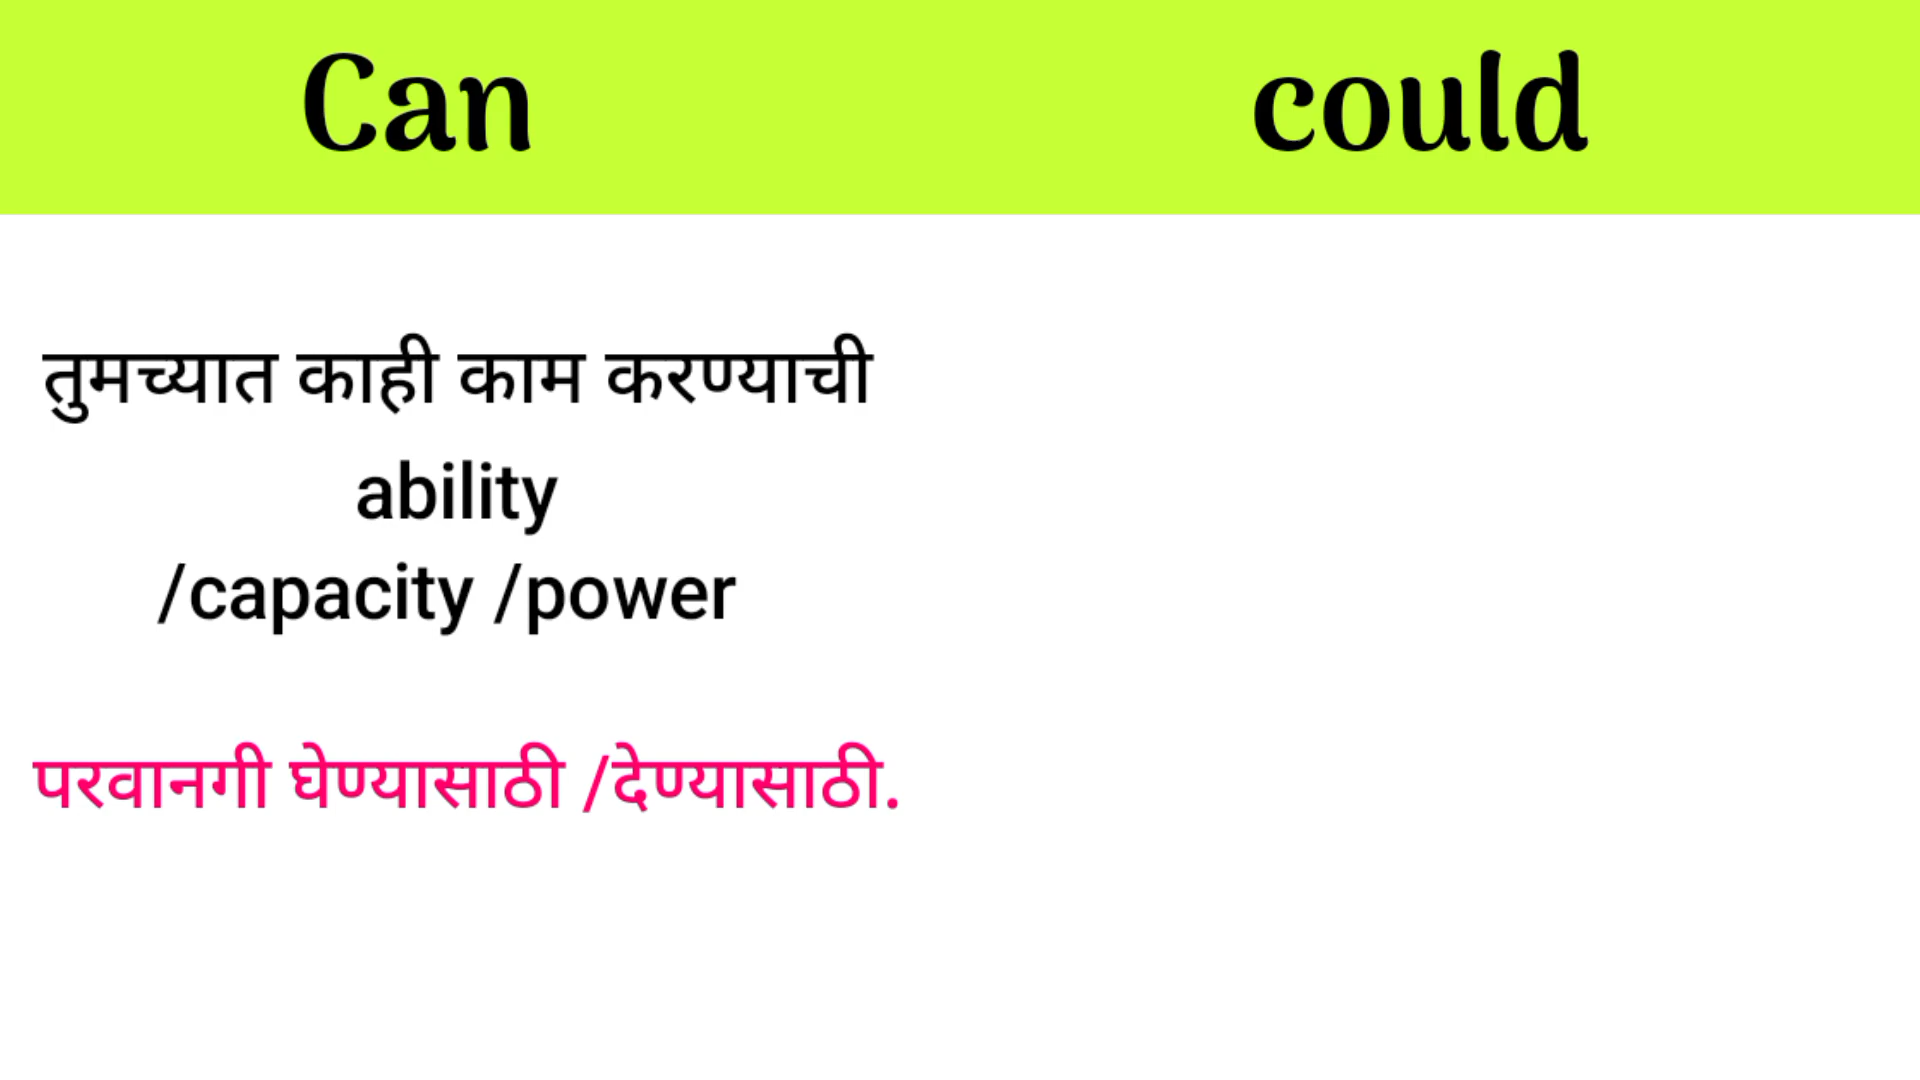 Can could
तुमच्यात काही काम करण्याची
ability
/capacity /power
परवानगी घेण्यासाठी /देण्यासाठी.